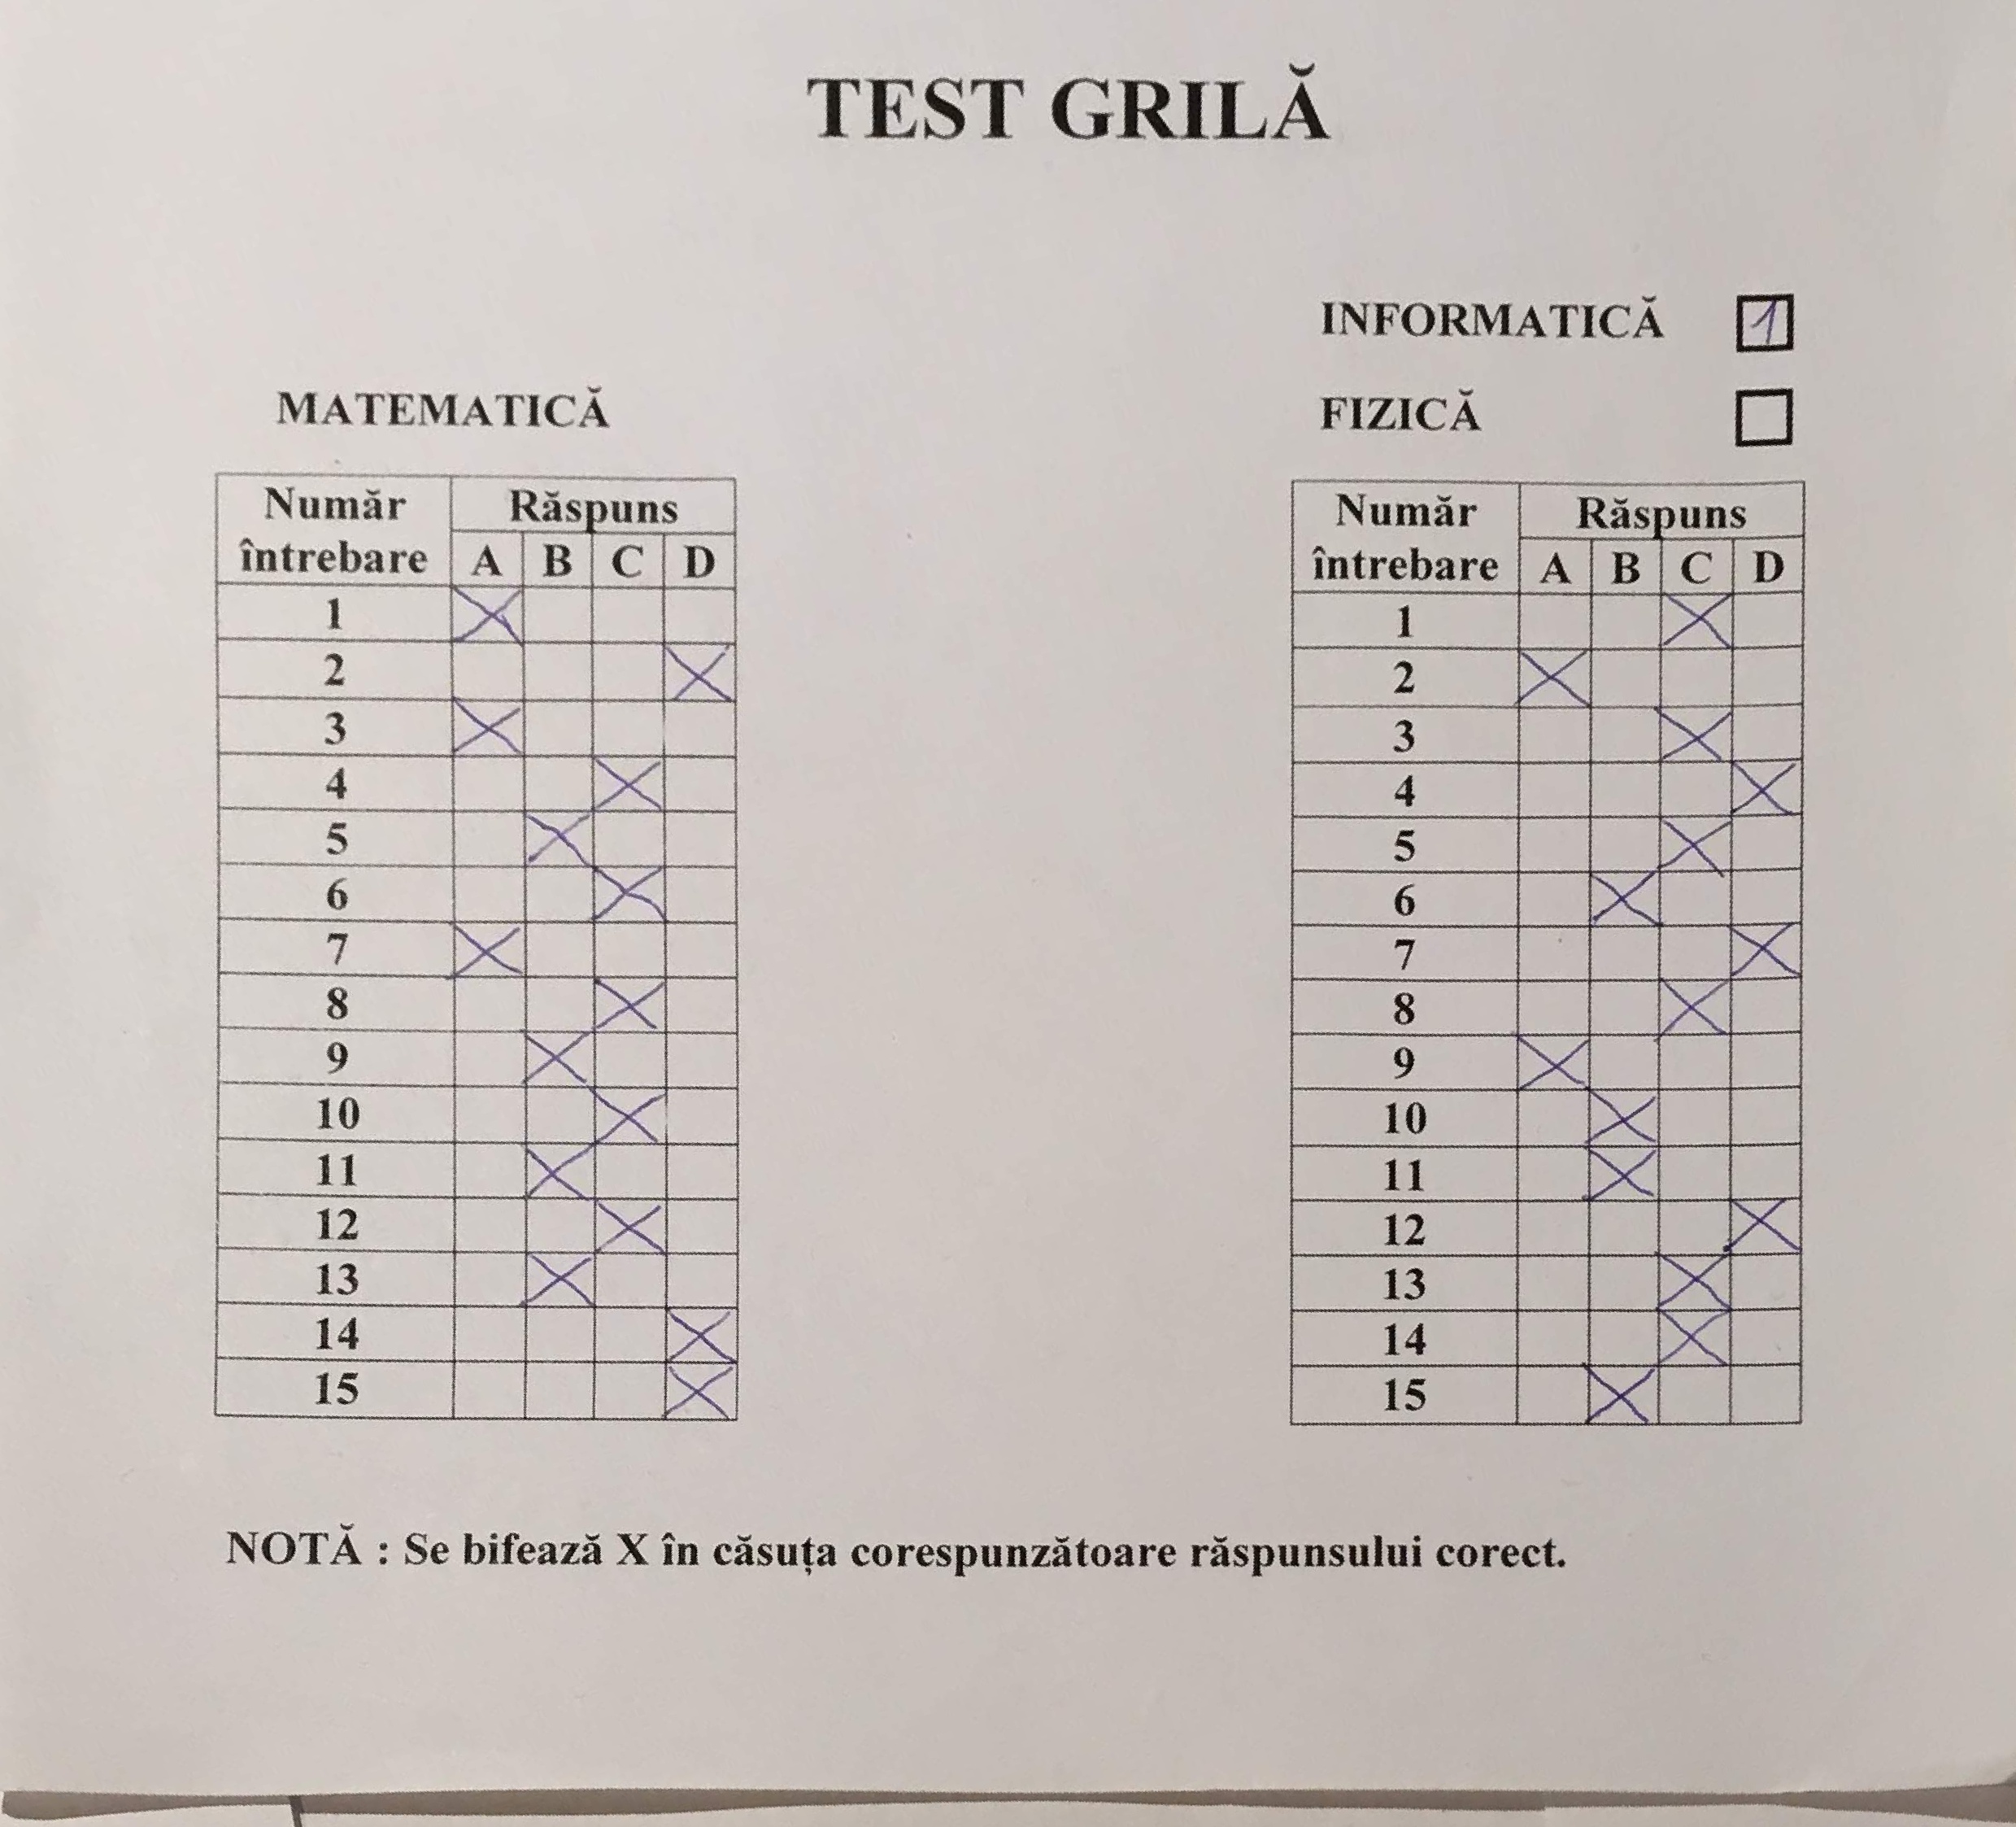 TEST GRILĂ
INFORMATICĂ 1
FIZICĂ
MATEMATICĂ
Număr întrebare Răspuns
A B C D
1 X
2 X
3 X
4 X
5 X
6 X
7 X
8 X
9 X
10 X
11 X
12 X
13 X
14 X
15 X
Număr întrebare Răspuns
A B C D
1 X
2 X
3 X
4 X
5 X
6 X
7 X
8 X
9 X
10 X
11 X
12 X
13 X
14 X
15 X
NOTĂ : Se bifează X în căsuța corespunzătoare răspunsului corect.